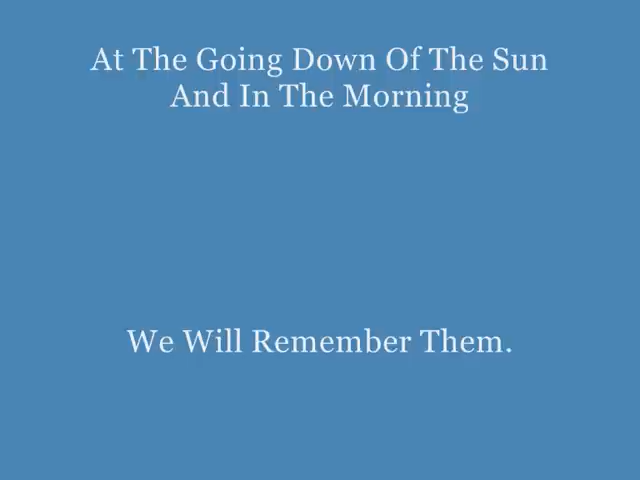 At The Going Down Of The Sun
And In The Morning
We Will Remember Them.